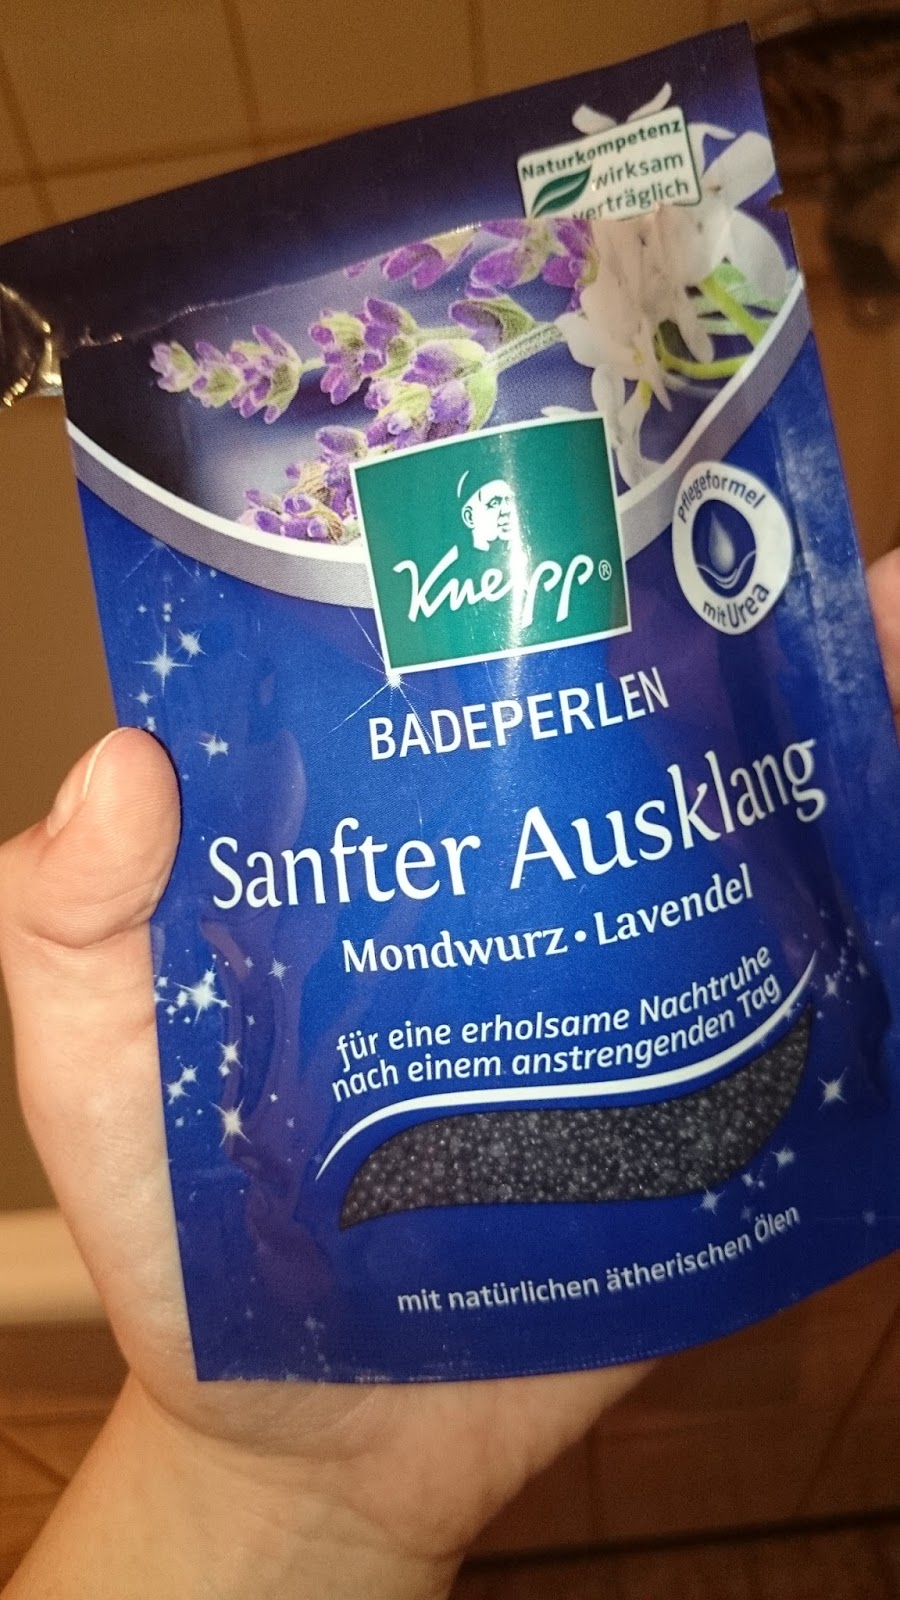 Naturkompetenz
wirksam
verträglich
Kneipp®
Pflegeformel
mit Urea
BADEPERLEN
Sanfter Ausklang
Mondwurz • Lavendel
für eine erholsame Nachtruhe
nach einem anstrengenden Tag
mit natürlichen ätherischen Ölen